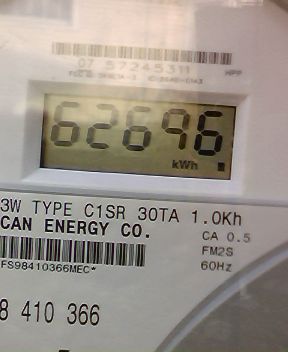 07 57245311 HPP
62696
kWh
3W TYPE C1SR 30TA 1.0Kh
CAN ENERGY CO.
CA 0.5
FM2S
60Hz
FS98410366MEC*
8 410 366